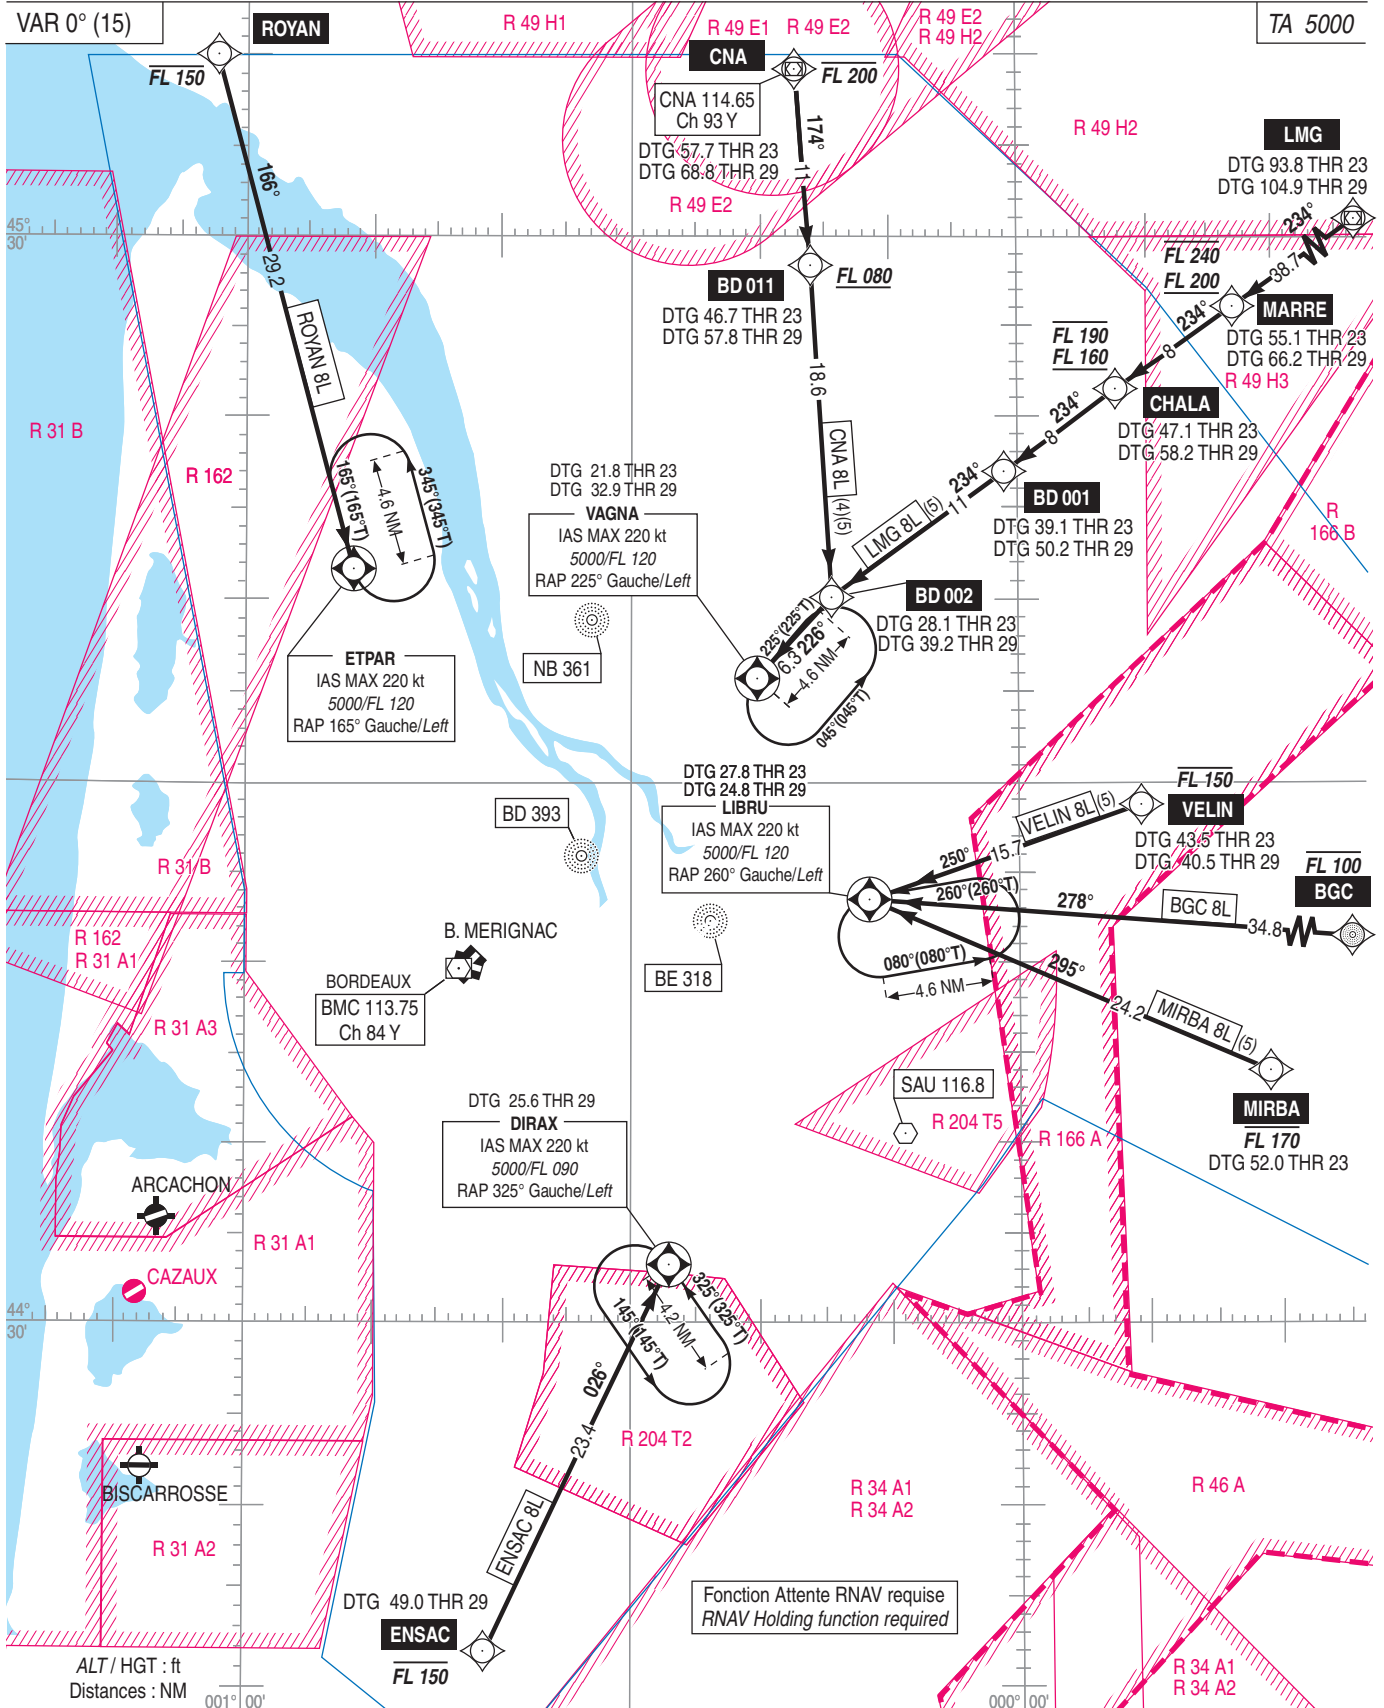 VAR 0° (15)
ROYAN
FL 150
R 49 H1
R 49 E1
R 49 E2
R 49 E2
R 49 H2
TA 5000
CNA
FL 200
CNA 114.65
Ch 93 Y
DTG 57.7 THR 23
DTG 68.8 THR 29
R 49 E2
174°
11
R 49 H2
LMG
DTG 93.8 THR 23
DTG 104.9 THR 29
234°
38.7
166°
29.2
ROYAN 8L
45°
30'
BD 011
FL 080
DTG 46.7 THR 23
DTG 57.8 THR 29
FL 240
FL 200
MARRE
DTG 55.1 THR 23
DTG 66.2 THR 29
R 49 H3
234°
8
FL 190
FL 160
CHALA
DTG 47.1 THR 23
DTG 58.2 THR 29
234°
8
18.6
CNA 8L
(4)(5)
R 31 B
R 162
165°(165°T)
4.6 NM
345°(345°T)
DTG 21.8 THR 23
DTG 32.9 THR 29
VAGNA
IAS MAX 220 kt
5000/FL 120
RAP 225° Gauche/Left
234°
11
LMG 8L
(5)
BD 001
DTG 39.1 THR 23
DTG 50.2 THR 29
R
166 B
BD 002
DTG 28.1 THR 23
DTG 39.2 THR 29
225°(225°T)
6.3
226°
4.6 NM
045°(045°T)
NB 361
ETPAR
IAS MAX 220 kt
5000/FL 120
RAP 165° Gauche/Left
DTG 27.8 THR 23
DTG 24.8 THR 29
LIBRU
IAS MAX 220 kt
5000/FL 120
RAP 260° Gauche/Left
BD 393
FL 150
VELIN
DTG 43.5 THR 23
DTG 40.5 THR 29
VELIN 8L
(5)
250°
15.7
260°(260°T)
FL 100
BGC
278°
BGC 8L
34.8
R 31 B
R 162
R 31 A1
B. MERIGNAC
BORDEAUX
BMC 113.75
Ch 84 Y
BE 318
080°(080°T)
4.6 NM
295°
24.2
MIRBA 8L
(5)
R 31 A3
SAU 116.8
R 204 T5
R 166 A
MIRBA
FL 170
DTG 52.0 THR 23
DTG 25.6 THR 29
DIRAX
IAS MAX 220 kt
5000/FL 090
RAP 325° Gauche/Left
ARCACHON
R 31 A1
CAZAUX
325°(325°T)
4.2 NM
145°(145°T)
44°
30'
026°
23.4
R 204 T2
ENSAC 8L
R 34 A1
R 34 A2
R 46 A
BISCARROSSE
R 31 A2
DTG 49.0 THR 29
ENSAC
FL 150
Fonction Attente RNAV requise
RNAV Holding function required
R 34 A1
R 34 A2
ALT / HGT : ft
Distances : NM
001° 00'
000° 00'